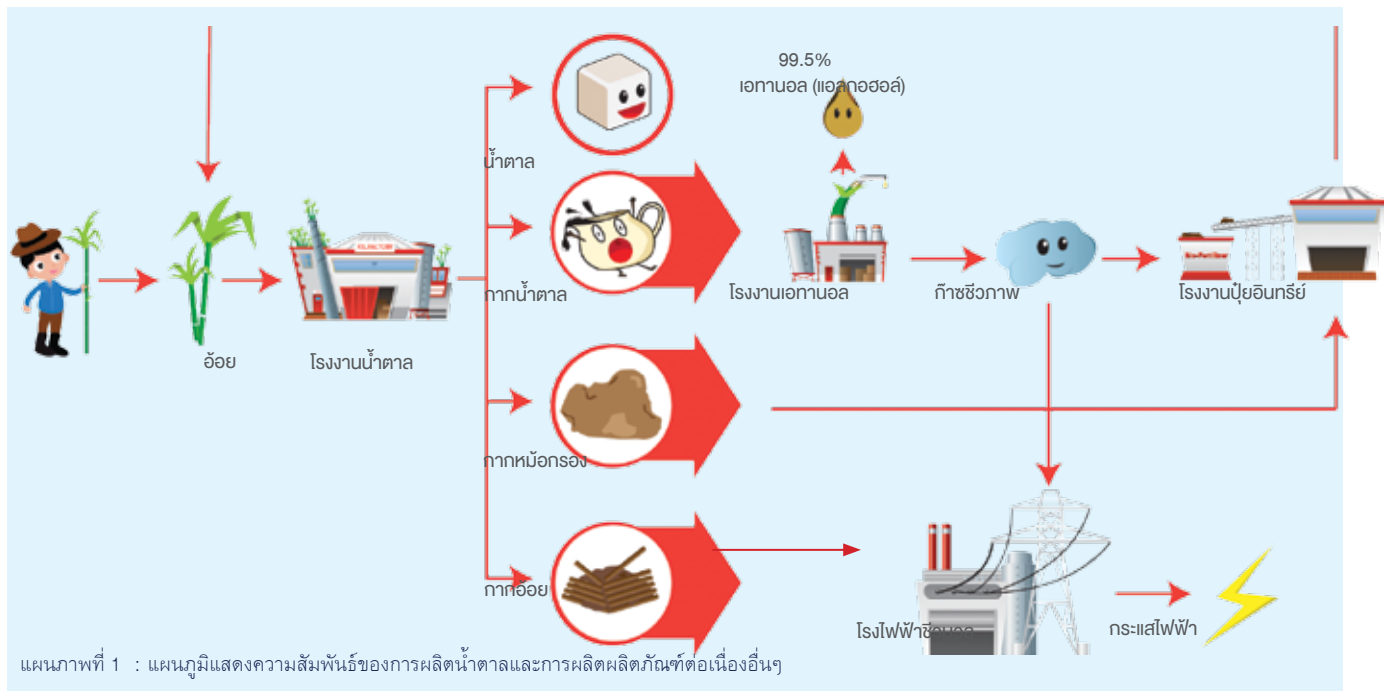 99.5%
เอทานอล (แอลกอฮอล์)
น้ำตาล
กากน้ำตาล
โรงงานเอทานอล
ก๊าซชีวภาพ
โรงงานปุ๋ยอินทรีย์
อ้อย
โรงงานน้ำตาล
กากหม้อกรอง
กากอ้อย
กระแสไฟฟ้า
แผนภาพที่ 1 : แผนภูมิแสดงความสัมพันธ์ของการผลิตน้ำตาลและการผลิตผลิตภัณฑ์ต่อเนื่องอื่นๆ